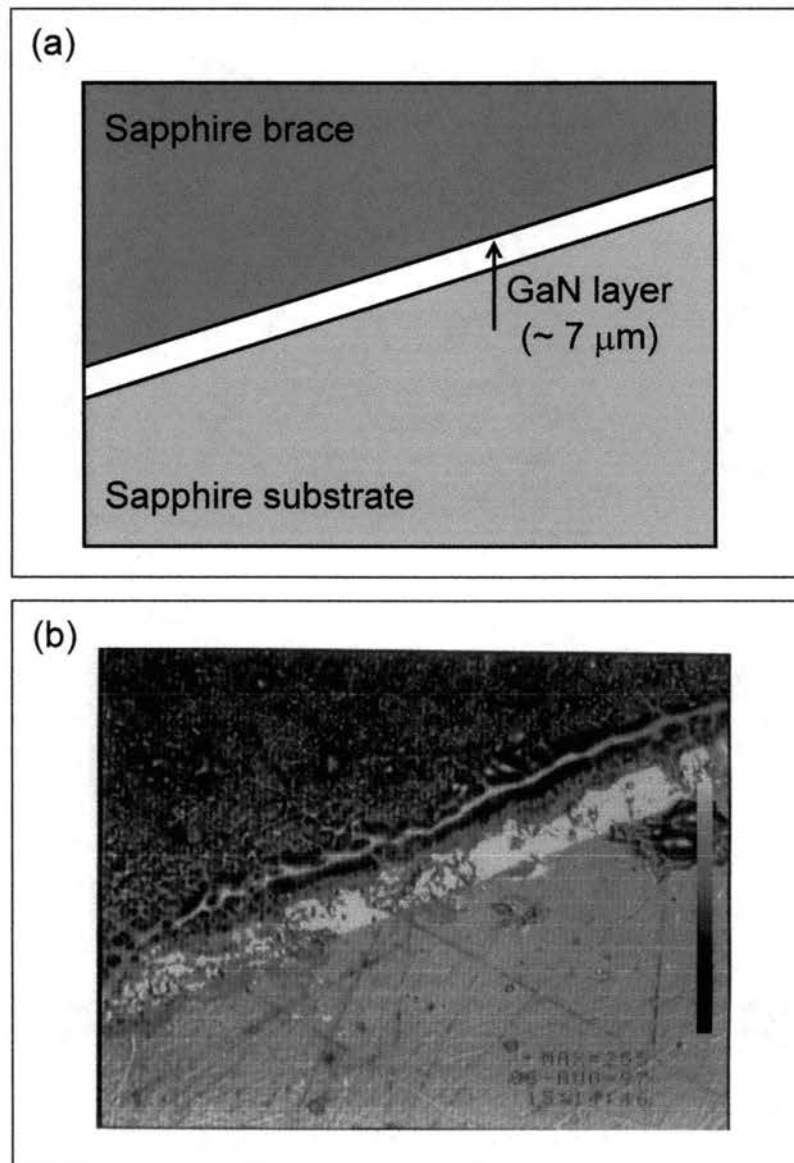 (a)
Sapphire brace
GaN layer
(~ 7 μm)
Sapphire substrate
(b)
MAX=255